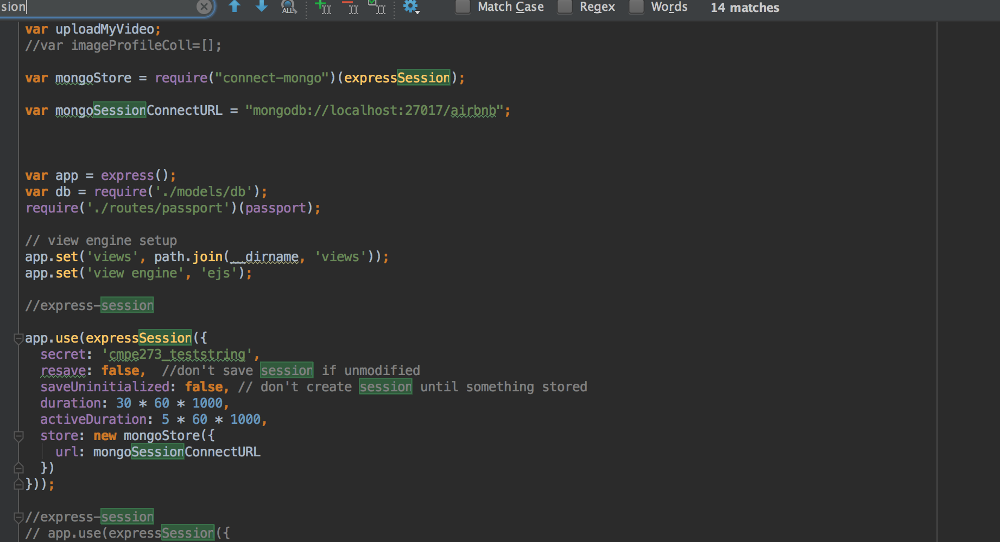 sion
ALL
Match Case
Regex
Words
14 matches
var uploadMyVideo;
//var imageProfileColl=[];
var mongoStore = require("connect-mongo")(expressSession);
var mongoSessionConnectURL = "mongodb://localhost:27017/airbnb";
var app = express();
var db = require('./models/db');
require('./routes/passport')(passport);
// view engine setup
app.set('views', path.join(__dirname, 'views'));
app.set('view engine', 'ejs');
//express-session
app.use(expressSession({
  secret: 'cmpe273_teststring',
  resave: false,  //don't save session if unmodified
  saveUninitialized: false, // don't create session until something stored
  duration: 30 * 60 * 1000,
  activeDuration: 5 * 60 * 1000,
  store: new mongoStore({
    url: mongoSessionConnectURL
  })
}));
//express-session
// app.use(expressSession({